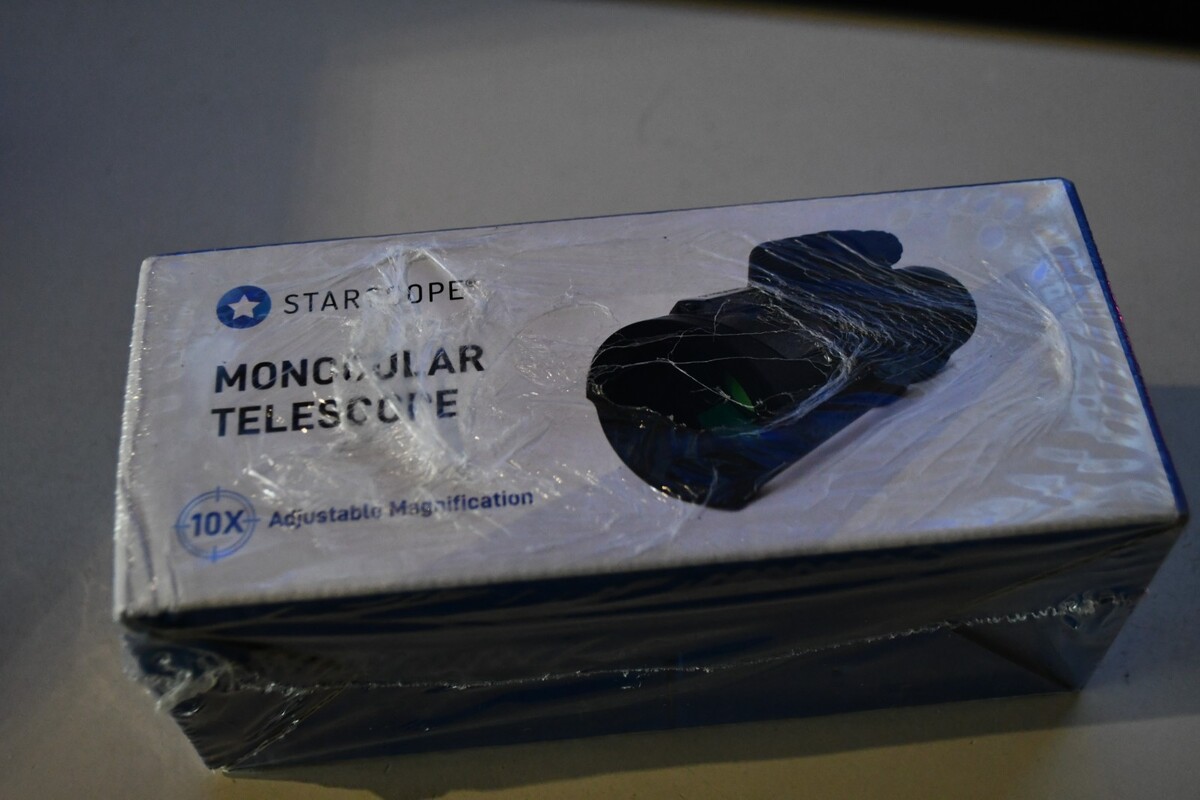 STARSCOPE
MONOCULAR
TELESCOPE
10X Adjustable Magnification